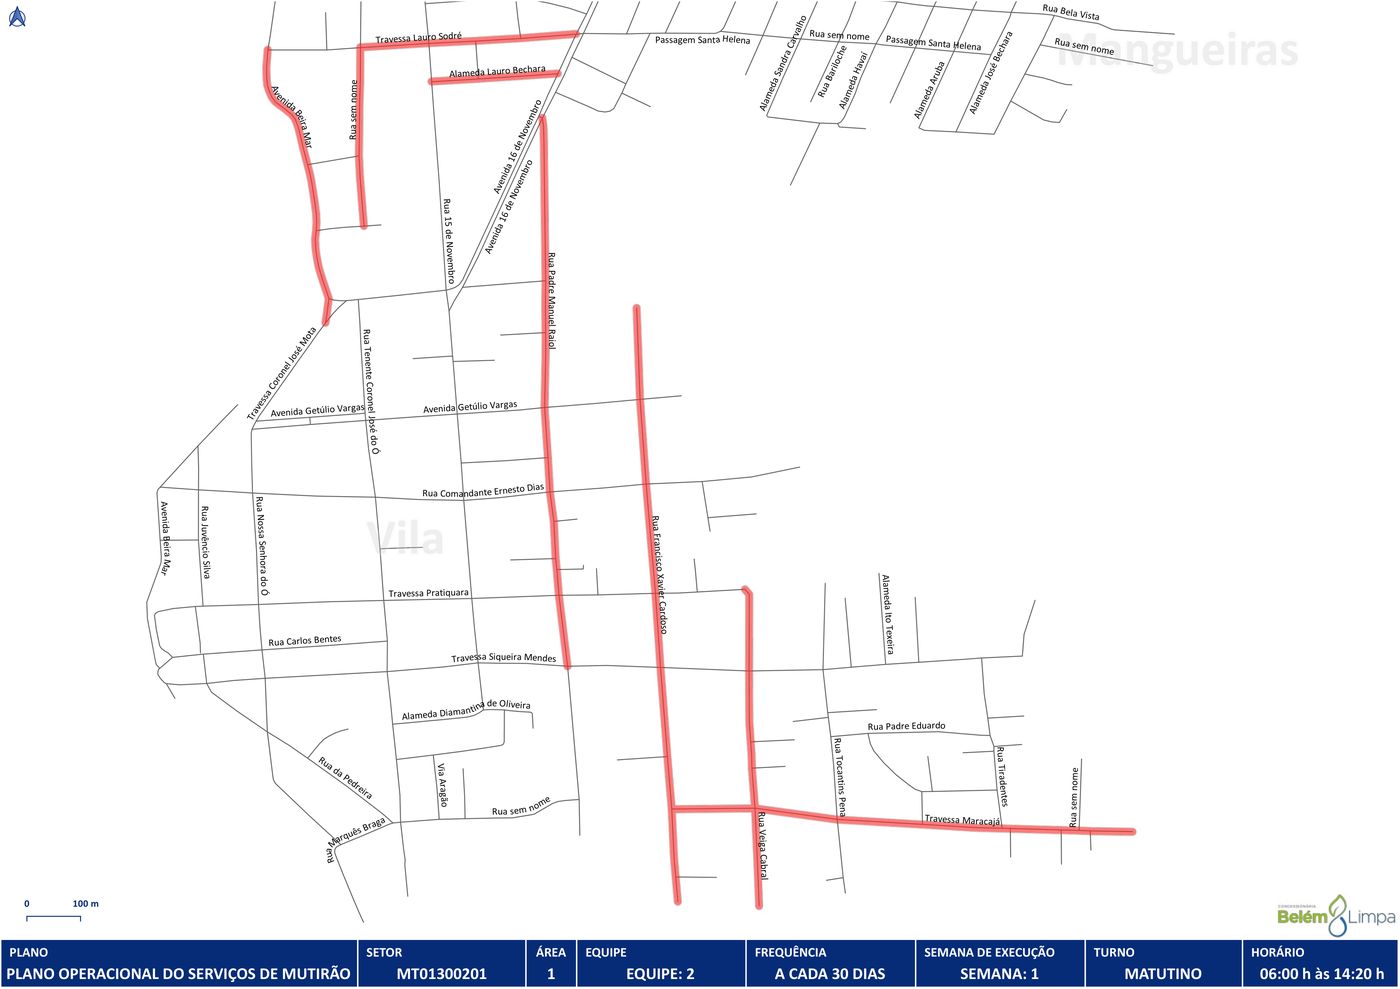 Rua Bela Vista
Travessa Lauro Sodré
Passagem Santa Helena
Rua sem nome
Passagem Santa Helena
Rua sem nome
Mangueiras
Alameda Lauro Bechara
Alameda Sandra Carvalho
Rua Bariloche
Alameda Havaí
Alameda Aruba
Alameda José Bechara
Avenida Beira Mar
Rua sem nome
Avenida 16 de Novembro
Avenida 16 de Novembro
Rua 15 de Novembro
Rua Padre Manuel Raiol
Travessa Coronel José Mota
Rua Tenente Coronel José do Ó
Avenida Getúlio Vargas
Avenida Getúlio Vargas
Rua Comandante Ernesto Dias
Avenida Beira Mar
Rua Juvêncio Silva
Rua Nossa Senhora do Ó
Vila
Rua Francisco Xavier Cardoso
Travessa Pratiquara
Alameda Ito Texeira
Rua Carlos Bentes
Travessa Siqueira Mendes
Alameda Diamantina de Oliveira
Rua Padre Eduardo
Rua da Pedreira
Via Aragão
Rua sem nome
Rua Tocantins Pena
Rua Tiradentes
Rua sem nome
Travessa Maracajá
Rua Marquês Braga
Rua Veiga Cabral
0 100 m
CONCESSIONÁRIA
Belém Limpa
PLANO
PLANO OPERACIONAL DO SERVIÇOS DE MUTIRÃO
SETOR
MT01300201
ÁREA
1
EQUIPE
EQUIPE: 2
FREQUÊNCIA
A CADA 30 DIAS
SEMANA DE EXECUÇÃO
SEMANA: 1
TURNO
MATUTINO
HORÁRIO
06:00 h às 14:20 h